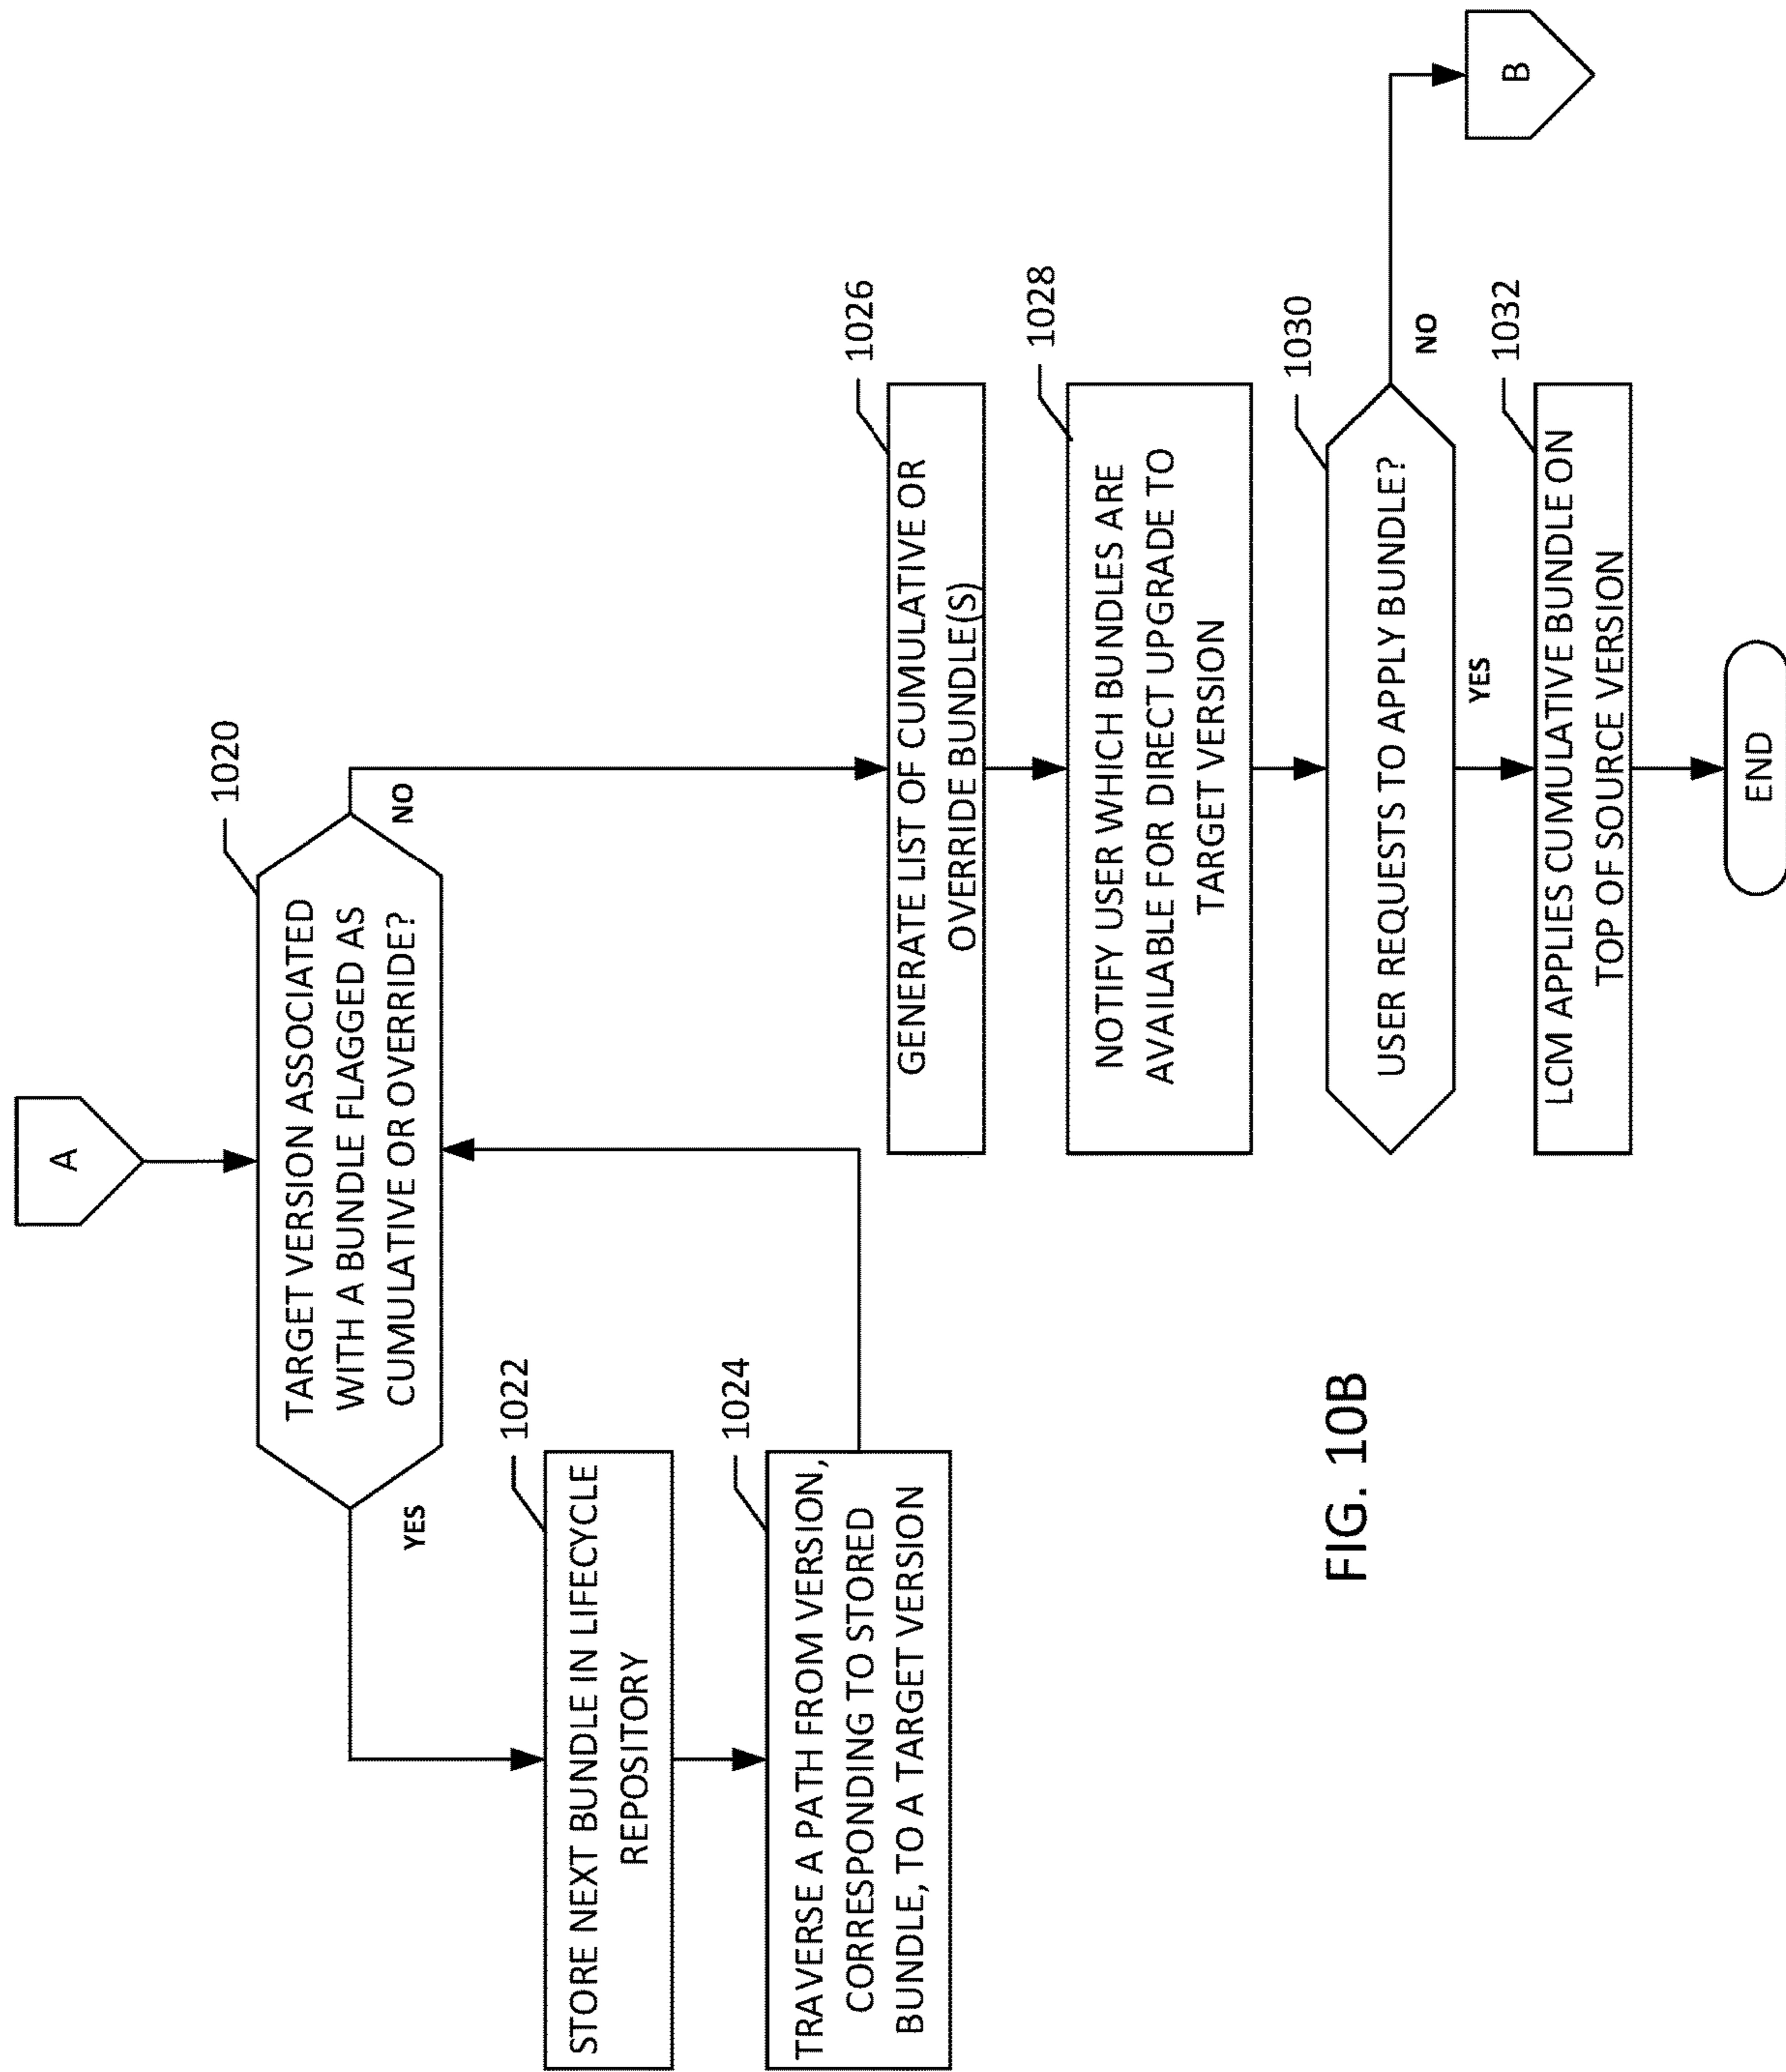 A
1020
TARGET VERSION ASSOCIATED
WITH A BUNDLE FLAGGED AS
CUMULATIVE OR OVERRIDE?
YES
NO
1022
STORE NEXT BUNDLE IN LIFECYCLE
REPOSITORY
1024
TRAVERSE A PATH FROM VERSION,
CORRESPONDING TO STORED
BUNDLE, TO A TARGET VERSION
1026
GENERATE LIST OF CUMULATIVE OR
OVERRIDE BUNDLE(S)
1028
NOTIFY USER WHICH BUNDLES ARE
AVAILABLE FOR DIRECT UPGRADE TO
TARGET VERSION
1030
USER REQUESTS TO APPLY BUNDLE?
NO
B
YES
1032
LCM APPLIES CUMULATIVE BUNDLE ON
TOP OF SOURCE VERSION
END
FIG. 10B